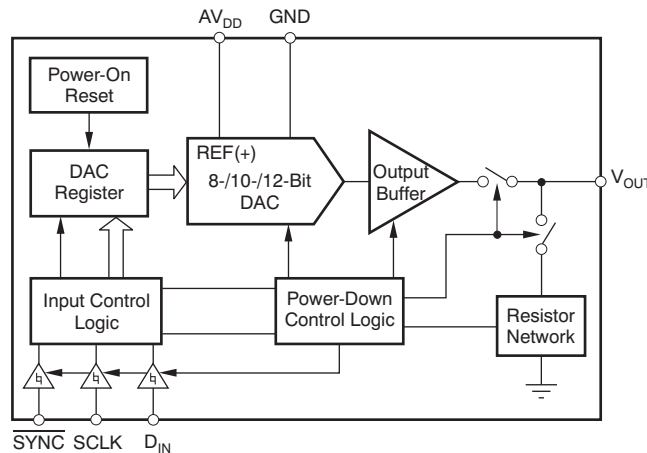 AVDD GND
Power-On
Reset
DAC
Register
REF(+)
8-/10-/12-Bit
DAC
Output
Buffer
VOUT
Input Control
Logic
Power-Down
Control Logic
Resistor
Network
SYNC SCLK DIN